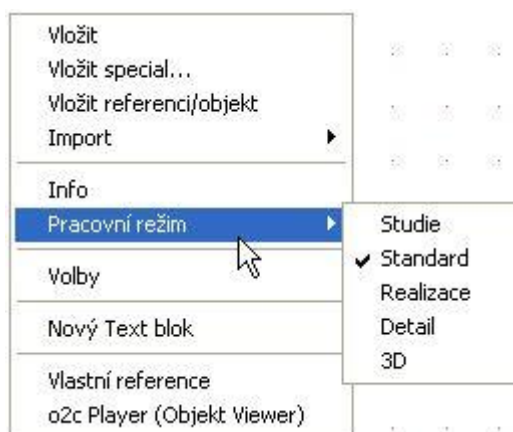 Vložit
Vložit special...
Vložit referenci/objekt
Import
Info
Pracovní režim
Volby
Nový Text blok
Vlastní reference
o2c Player (Objekt Viewer)
Studie
Standard
Realizace
Detail
3D